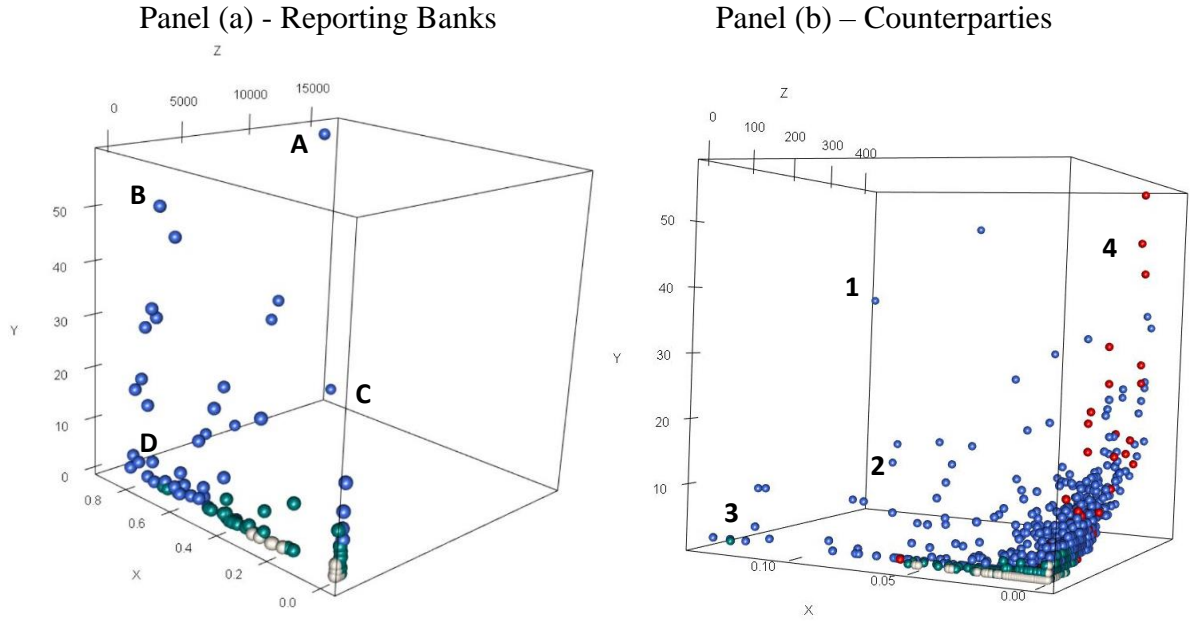 Panel (a) - Reporting Banks
Z
0 5000 10000 15000
A
B
50
40
30
Y
20
10
0
C
D
0.8
0.6
0.4
X
0.2
0.0
Panel (b) – Counterparties
Z
0 100 200 300 400
50
4
40
1
30
Y
20
2
10
3
0.10
0.05
0.00
X